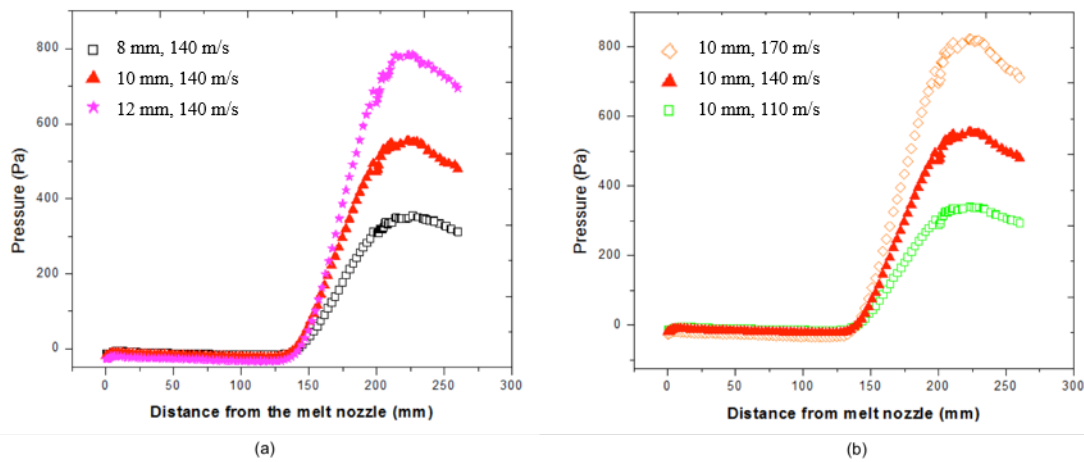 8 mm, 140 m/s
10 mm, 140 m/s
12 mm, 140 m/s
Pressure (Pa)
800
600
400
200
0
0 50 100 150 200 250 300
Distance from the melt nozzle (mm)
(a)
10 mm, 170 m/s
10 mm, 140 m/s
10 mm, 110 m/s
Pressure (Pa)
800
600
400
200
0
0 50 100 150 200 250 300
Distance from melt nozzle (mm)
(b)